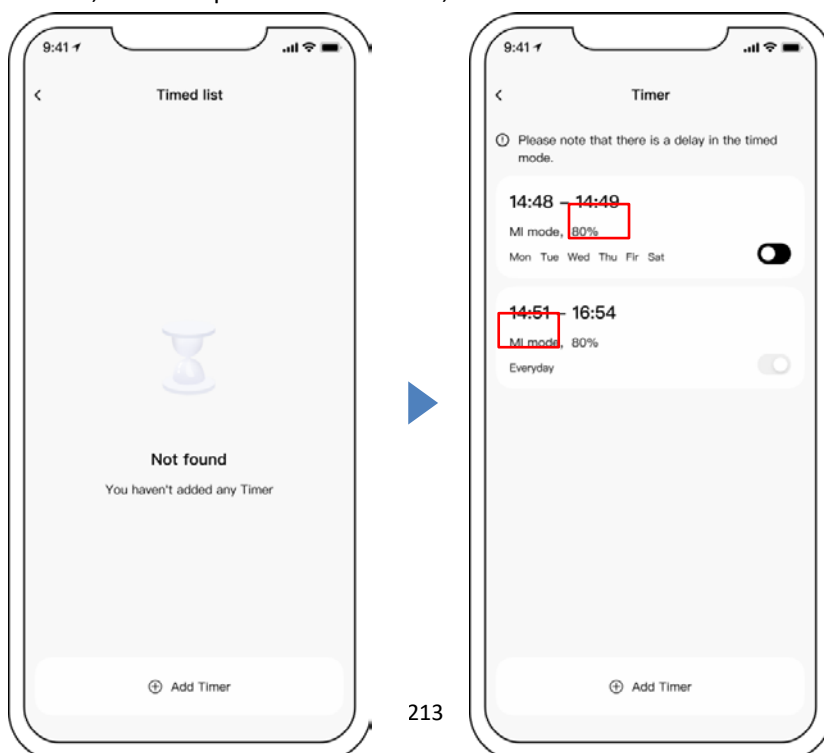 9:41
Timed list
Not found
You haven't added any Timer
Add Timer
213
9:41
Timer
Please note that there is a delay in the timed
mode.
14:48 – 14:49
MI mode, 80%
Mon Tue Wed Thu Fir Sat
14:51 – 16:54
MI mode, 80%
Everyday
Add Timer